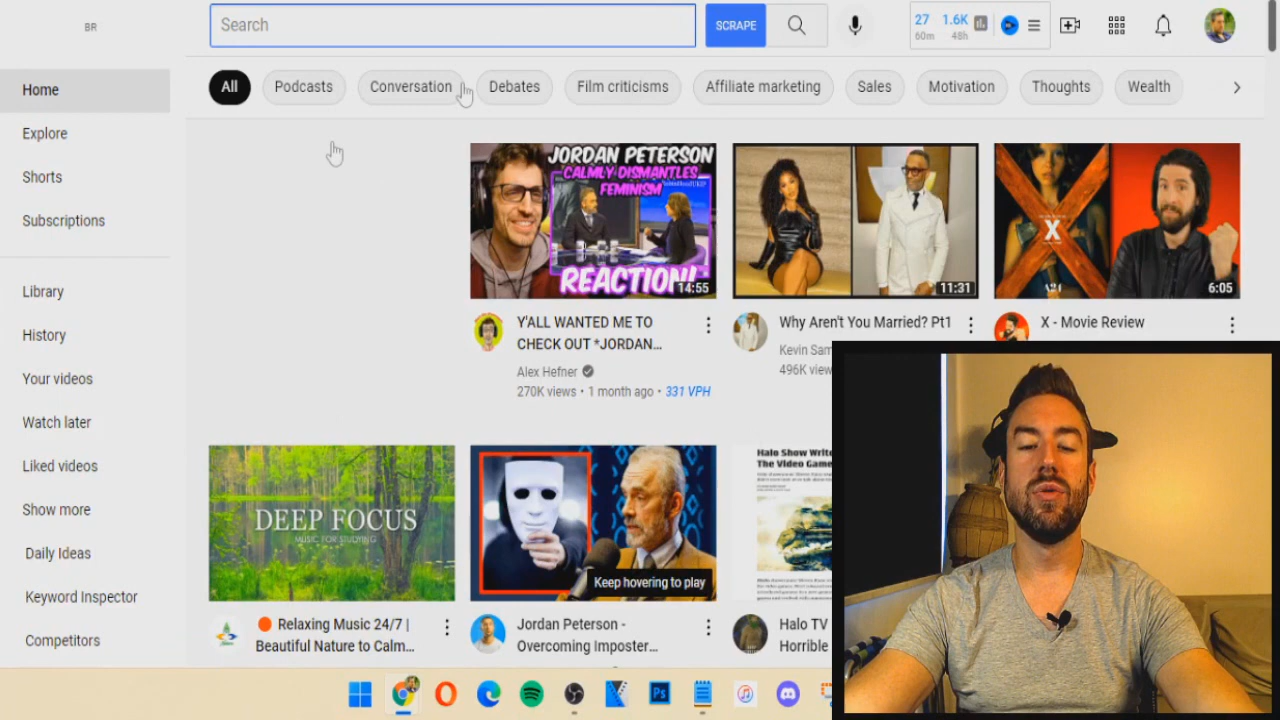 BR
Search
SCRAPE
27 1.6K
60m 48h
Home
Explore
Shorts
Subscriptions
Library
History
Your videos
Watch later
Liked videos
Show more
Daily Ideas
Keyword Inspector
Competitors
All Podcasts Conversation Debates Film criticisms Affiliate marketing Sales Motivation Thoughts Wealth
JORDAN PETERSON
CALMLY DISMANTLES
FEMINISM
REACTION!
14:55
Y'ALL WANTED ME TO
CHECK OUT *JORDAN...
Alex Hefner
270K views • 1 month ago • 331 VPH
11:31
Why Aren't You Married? Pt1
Kevin Sam
496K view
X
A24
6:05
X - Movie Review
DEEP FOCUS
MUSIC FOR STUDYING
Relaxing Music 24/7 |
Beautiful Nature to Calm...
Keep hovering to play
Jordan Peterson -
Overcoming Imposter...
Halo Show Write
The Video Game
Halo TV
Horrible
Ps